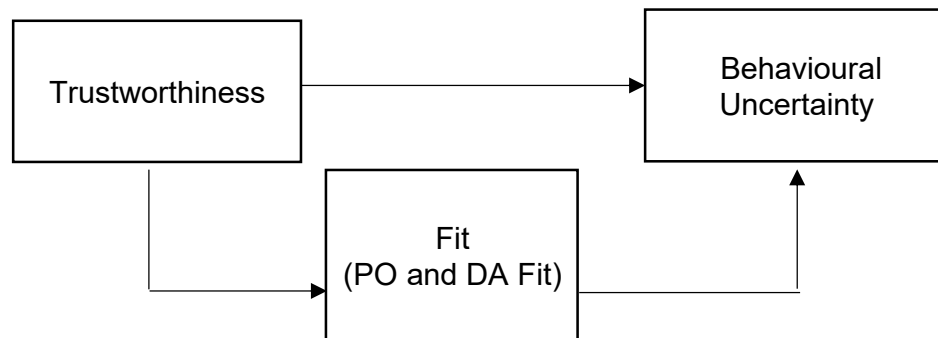 Trustworthiness
Behavioural
Uncertainty
Fit
(PO and DA Fit)